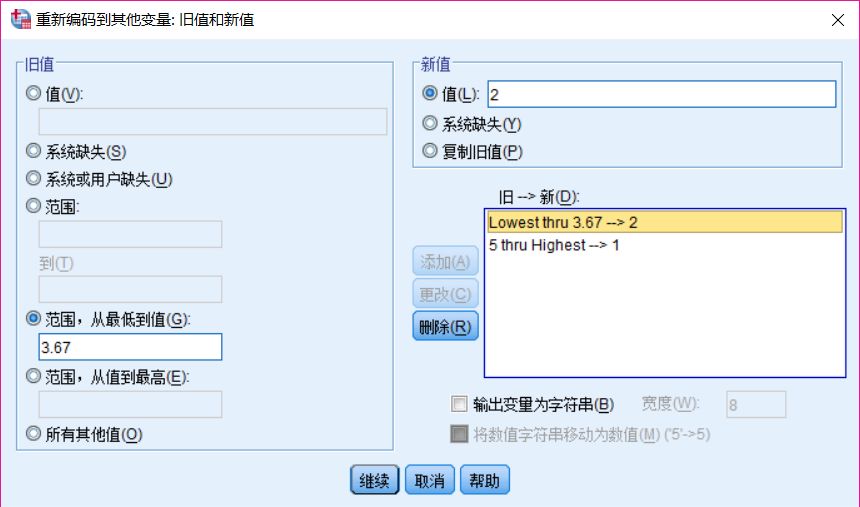 重新编码到其他变量: 旧值和新值
旧值
值(V):
系统缺失(S)
系统或用户缺失(U)
范围:
到(T)
范围，从最低到值(G):
3.67
范围，从值到最高(E):
所有其他值(O)
新值
值(L): 2
系统缺失(Y)
复制旧值(P)
旧 --> 新(D):
Lowest thru 3.67 --> 2
5 thru Highest --> 1
添加(A)
更改(C)
删除(R)
输出变量为字符串(B) 宽度(W): 8
将数值字符串移动为数值(M) ('5'->5)
继续 取消 帮助